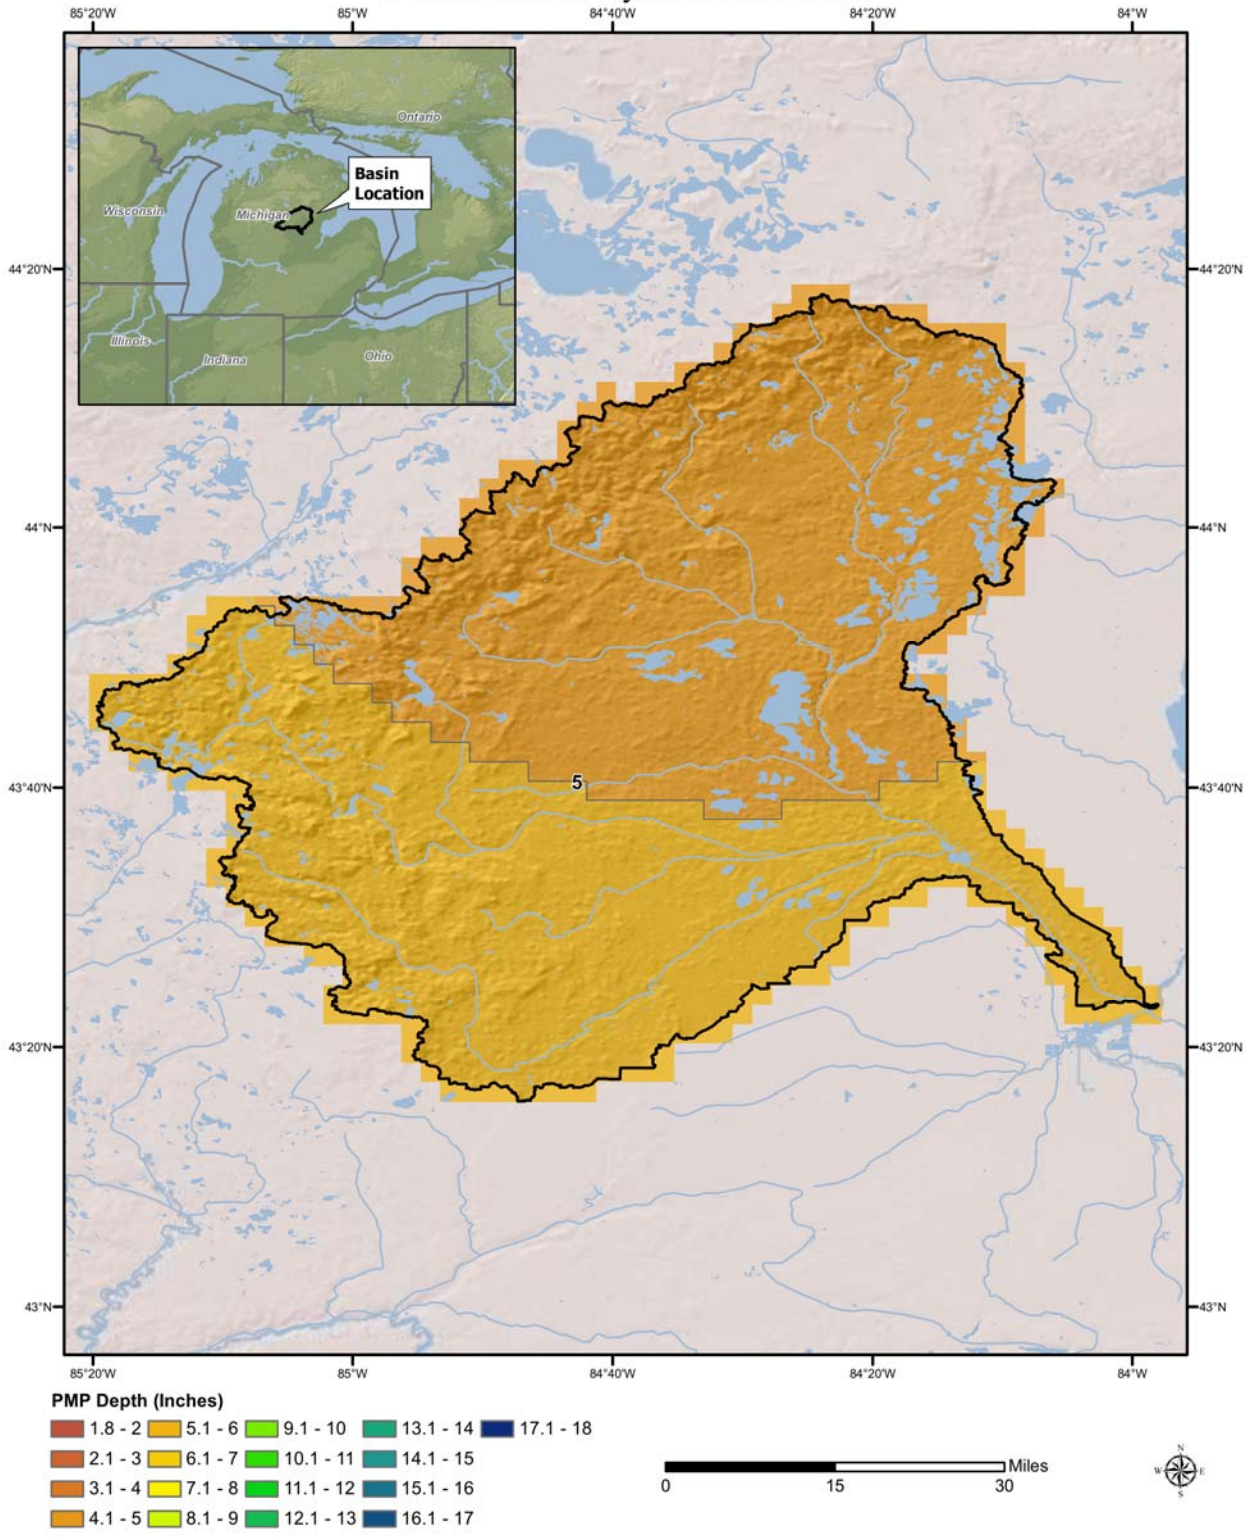 85°20'W 85°W 84°40'W 84°20'W 84°W
Ontario
Basin
Location
Wisconsin
Michigan
Illinois
Indiana
Ohio
44°20'N 44°20'N
44°N 44°N
43°40'N 5 43°40'N
43°20'N 43°20'N
43°N 43°N
85°20'W 85°W 84°40'W 84°20'W 84°W
PMP Depth (Inches)
1.8 - 2 5.1 - 6 9.1 - 10 13.1 - 14 17.1 - 18
2.1 - 3 6.1 - 7 10.1 - 11 14.1 - 15
3.1 - 4 7.1 - 8 11.1 - 12 15.1 - 16
4.1 - 5 8.1 - 9 12.1 - 13 16.1 - 17
Miles
0 15 30
N
W E
S